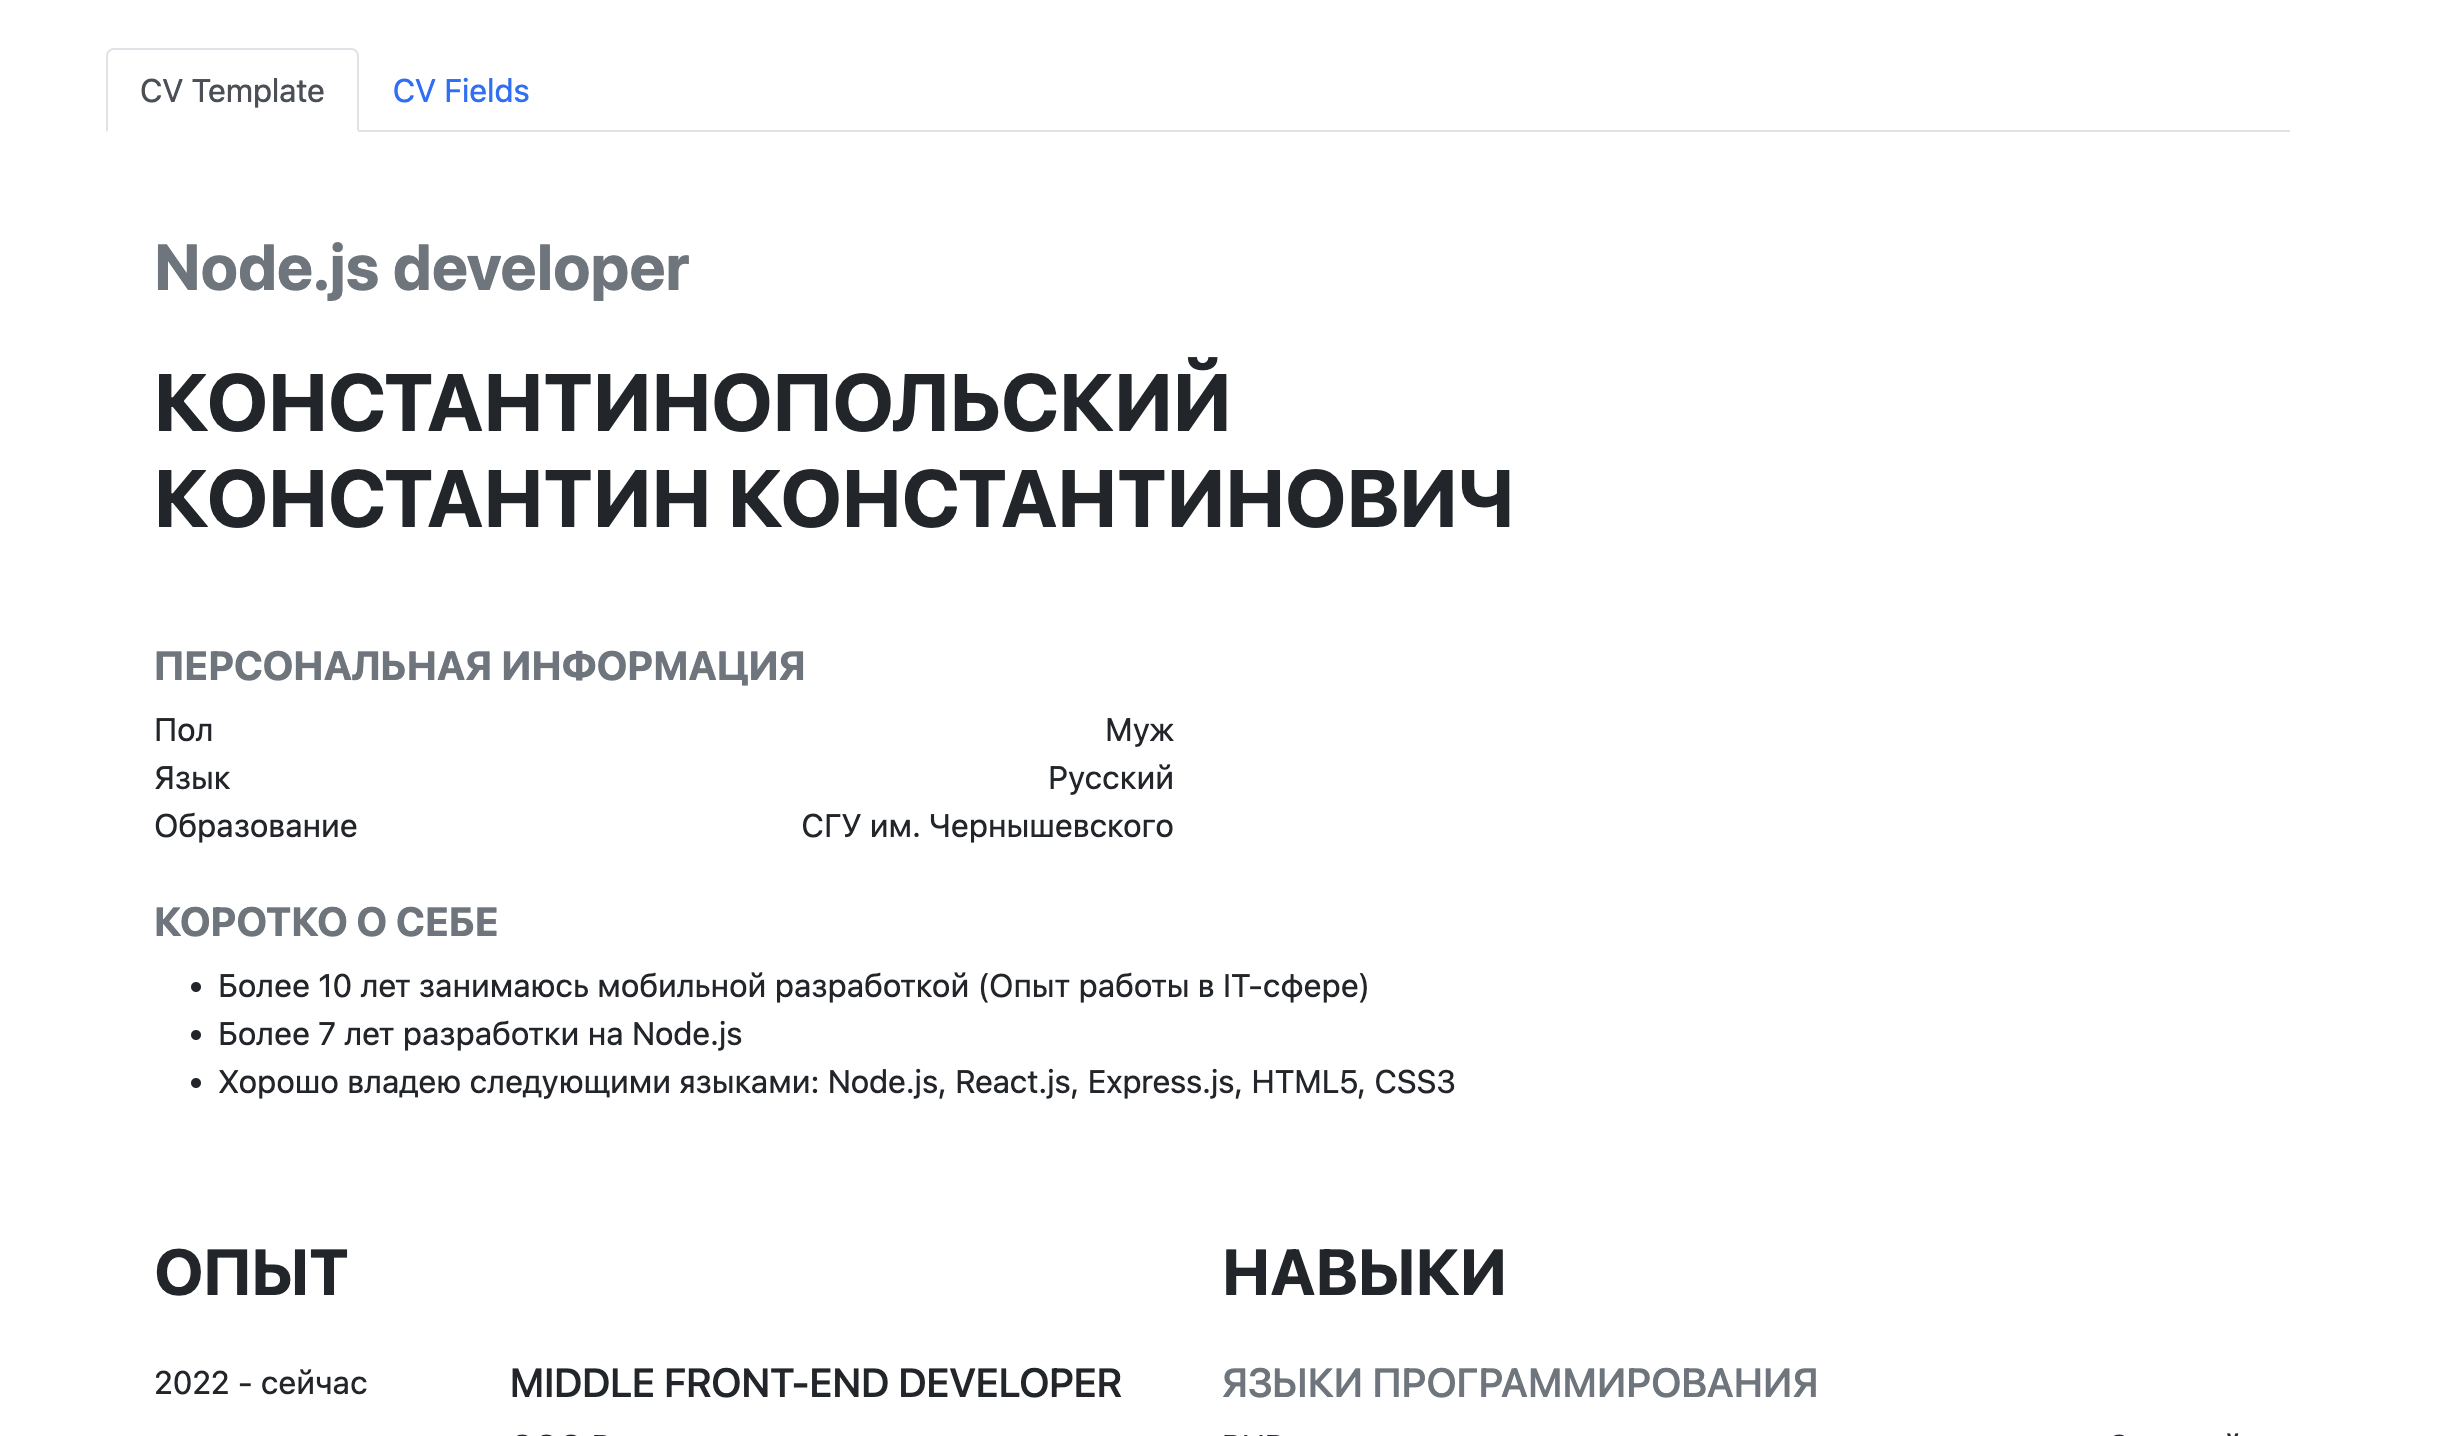 CV Template CV Fields
Node.js developer
КОНСТАНТИНОПОЛЬСКИЙ
КОНСТАНТИН КОНСТАНТИНОВИЧ
ПЕРСОНАЛЬНАЯ ИНФОРМАЦИЯ
Пол Муж
Язык Русский
Образование СГУ им. Чернышевского
КОРОТКО О СЕБЕ
• Более 10 лет занимаюсь мобильной разработкой (Опыт работы в IT-сфере)
• Более 7 лет разработки на Node.js
• Хорошо владею следующими языками: Node.js, React.js, Express.js, HTML5, CSS3
ОПЫТ
2022 - сейчас MIDDLE FRONT-END DEVELOPER
НАВЫКИ
ЯЗЫКИ ПРОГРАММИРОВАНИЯ